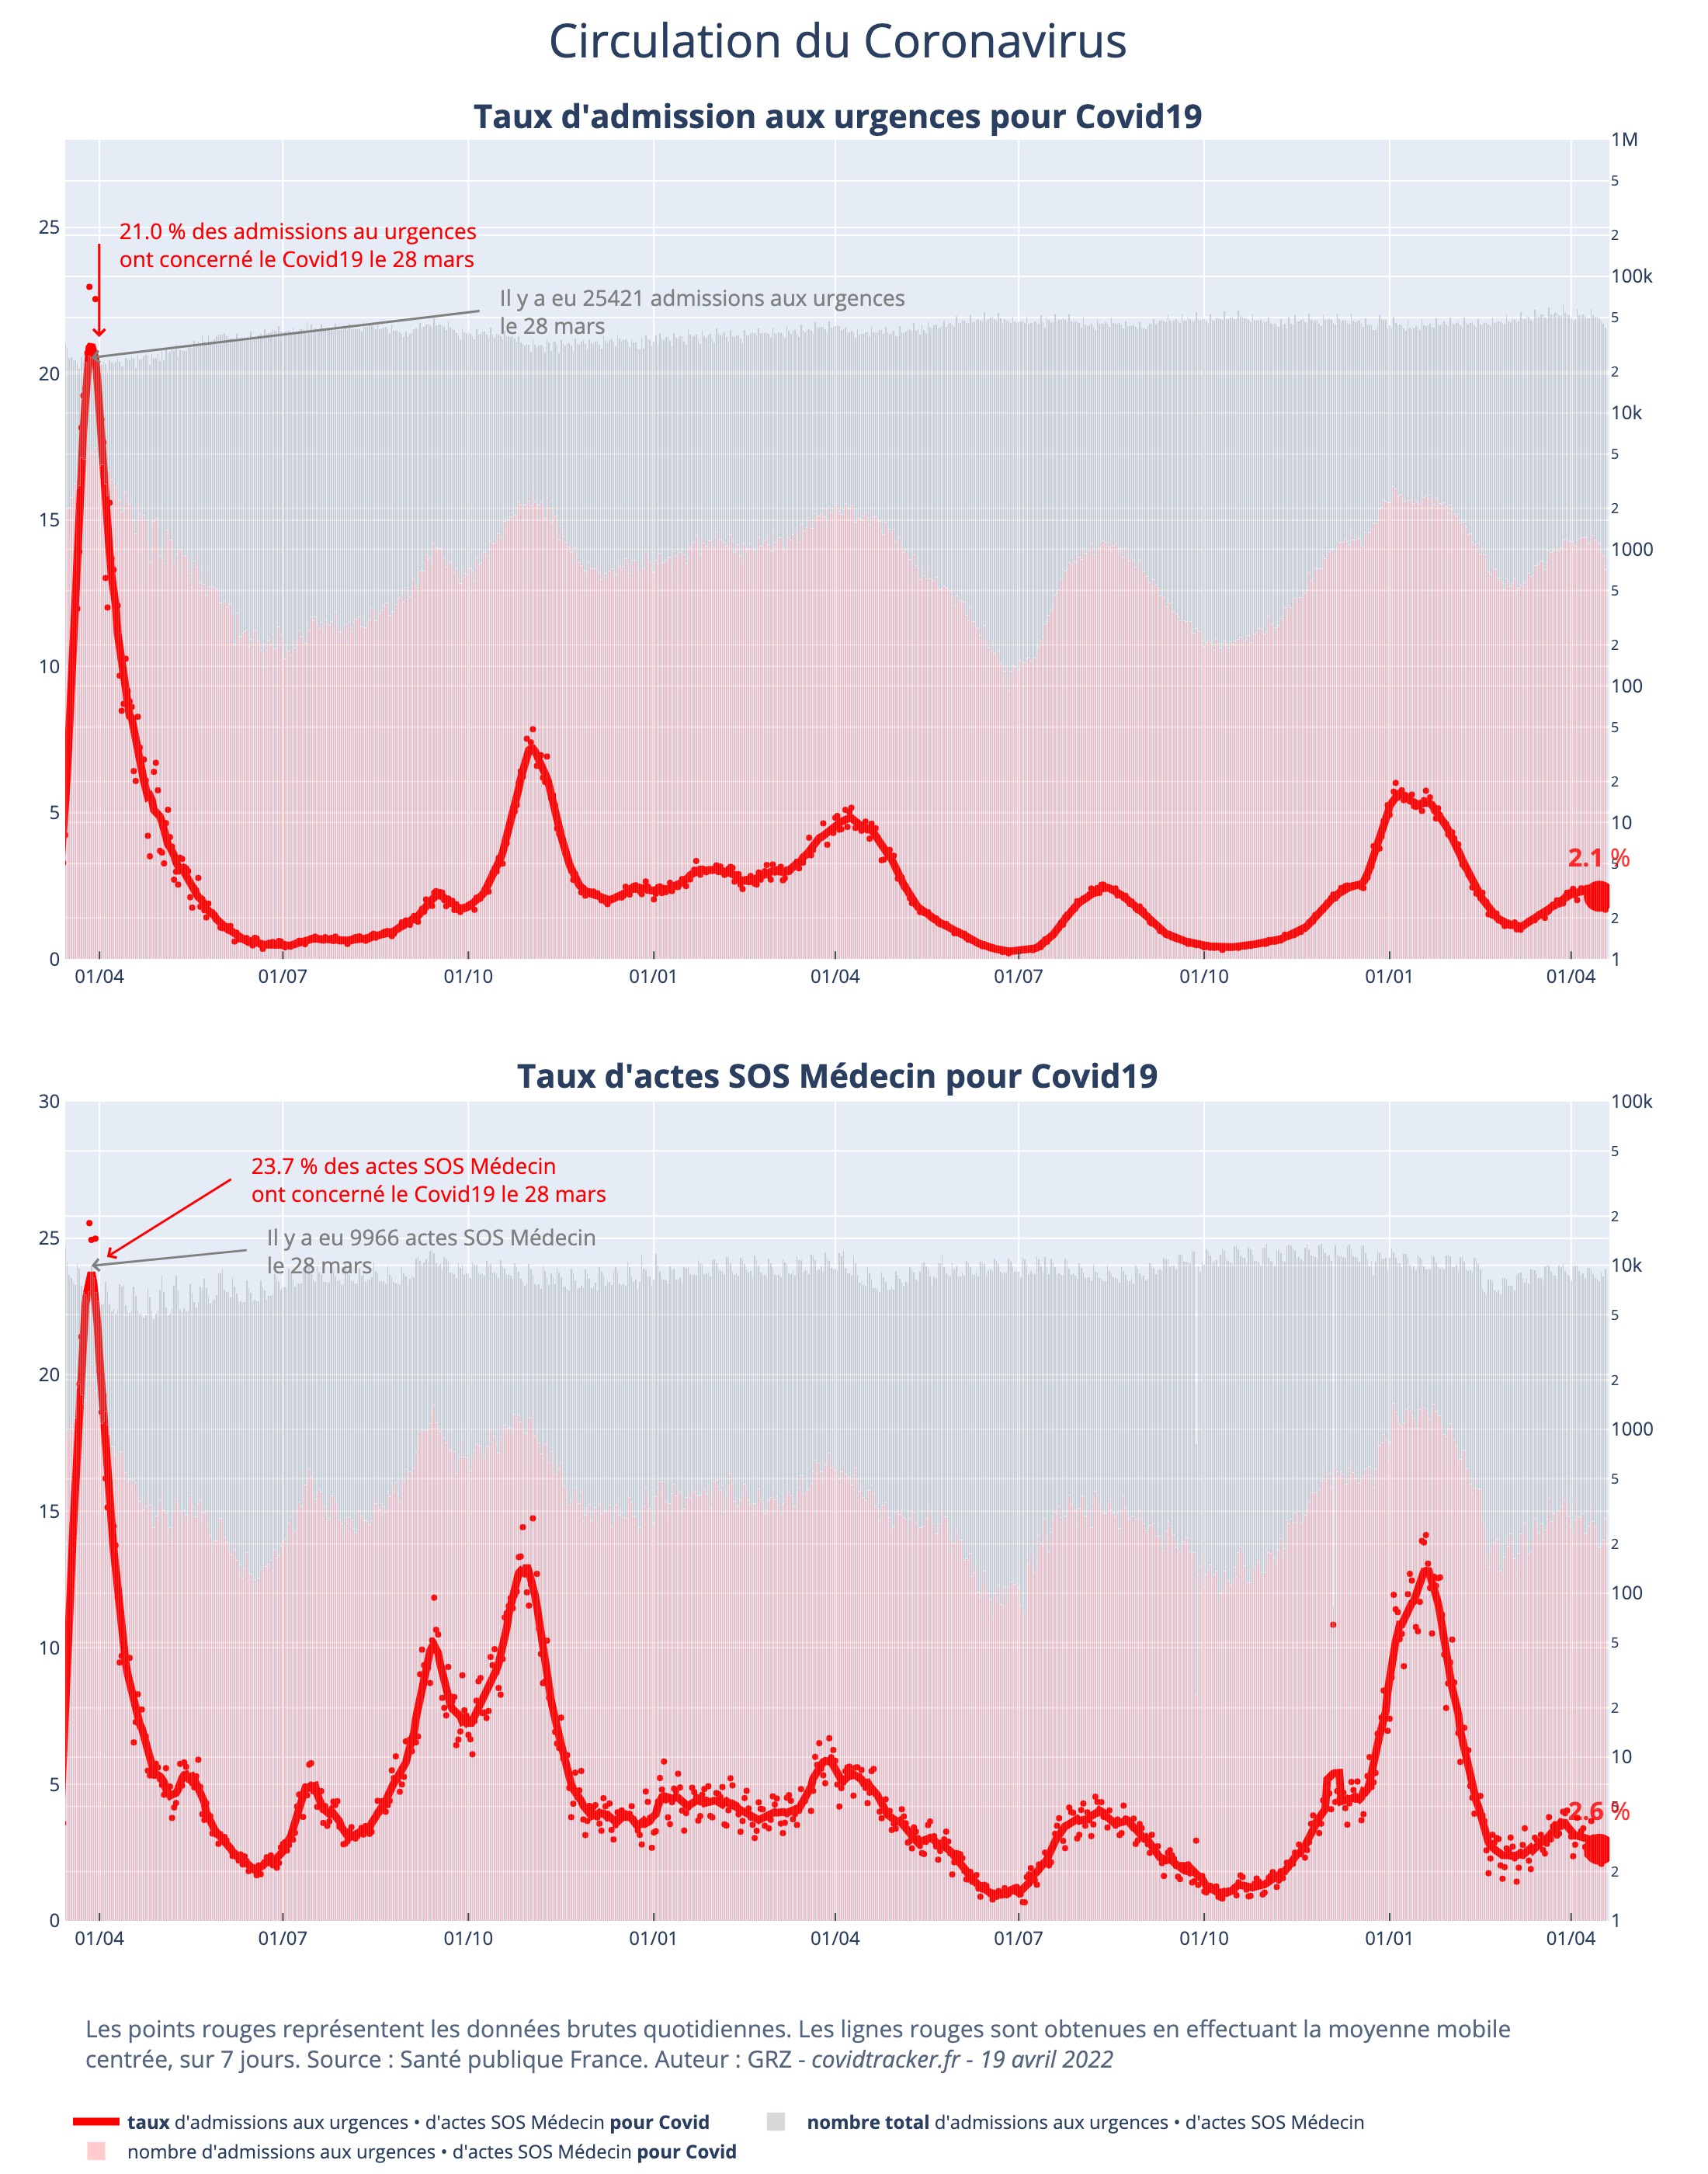 Circulation du Coronavirus
Taux d'admission aux urgences pour Covid19
1M
5
25
21.0 % des admissions au urgences
2
ont concerné le Covid19 le 28 mars
100k
Il y a eu 25421 admissions aux urgences
le 28 mars
5
20
2
10k
5
15
2
1000
5
10
2
100
5
5
2
10
2.1 %
5
2
0
1
01/04 01/07 01/10 01/01 01/04 01/07 01/10 01/01 01/04
Taux d'actes SOS Médecin pour Covid19
30
100k
5
23.7 % des actes SOS Médecin
ont concerné le Covid19 le 28 mars
2
25
Il y a eu 9966 actes SOS Médecin
le 28 mars
10k
5
20
2
1000
5
15
2
100
10
5
2
10
5
2.6 %
5
2
0
1
01/04 01/07 01/10 01/01 01/04 01/07 01/10 01/01 01/04
Les points rouges représentent les données brutes quotidiennes. Les lignes rouges sont obtenues en effectuant la moyenne mobile
centrée, sur 7 jours. Source : Santé publique France. Auteur : GRZ - covidtracker.fr - 19 avril 2022
taux d'admissions aux urgences • d'actes SOS Médecin pour Covid
nombre total d'admissions aux urgences • d'actes SOS Médecin
nombre d'admissions aux urgences • d'actes SOS Médecin pour Covid